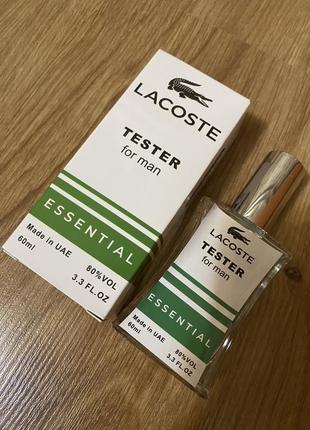 LACOSTE
TESTER
for man
ESSENTIAL
Made in UAE
60ml
80%VOL
3.3 FL.OZ
LACOSTE
TESTER
for man
ESSENTIAL
Made in UAE
60ml
80%VOL
3.3 FL.OZ